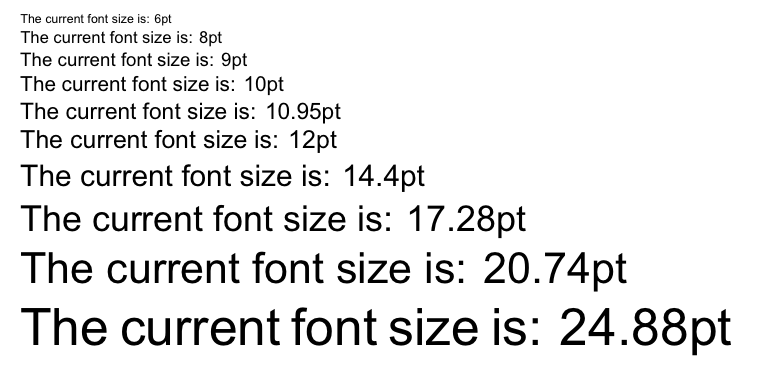 The current font size is: 6pt
The current font size is: 8pt
The current font size is: 9pt
The current font size is: 10pt
The current font size is: 10.95pt
The current font size is: 12pt
The current font size is: 14.4pt
The current font size is: 17.28pt
The current font size is: 20.74pt
The current font size is: 24.88pt